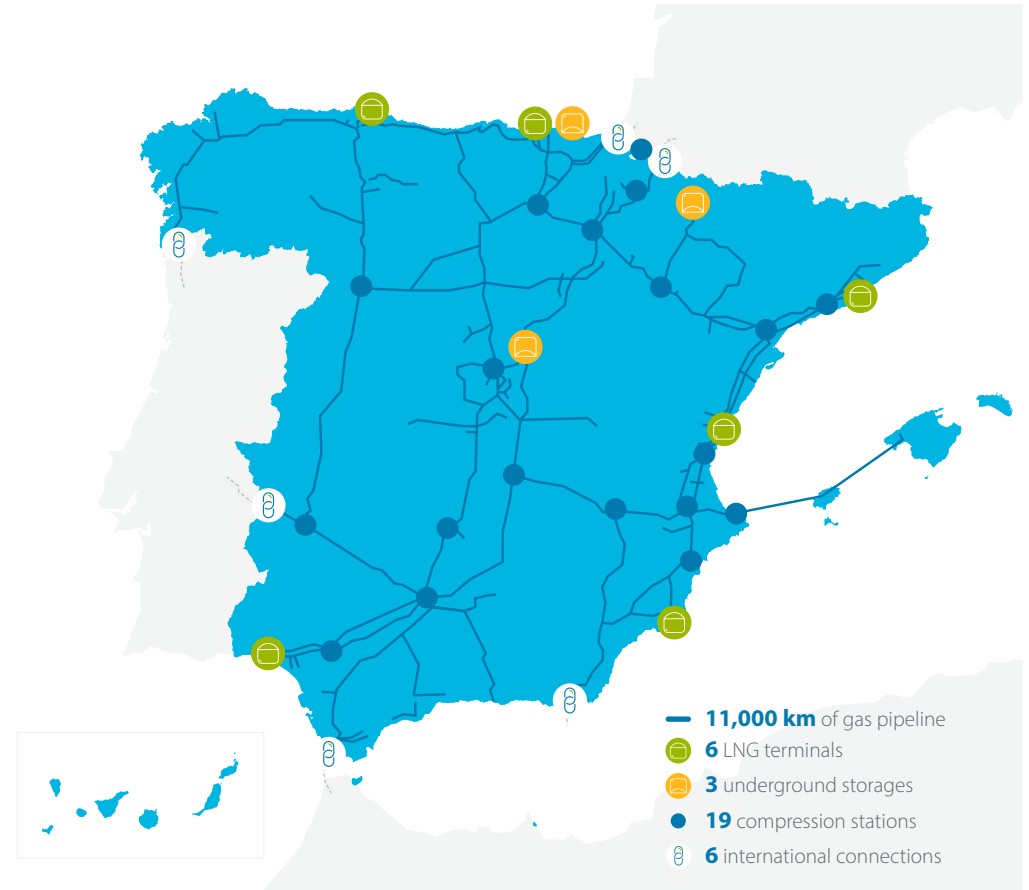 11,000 km of gas pipeline
6 LNG terminals
3 underground storages
19 compression stations
6 international connections